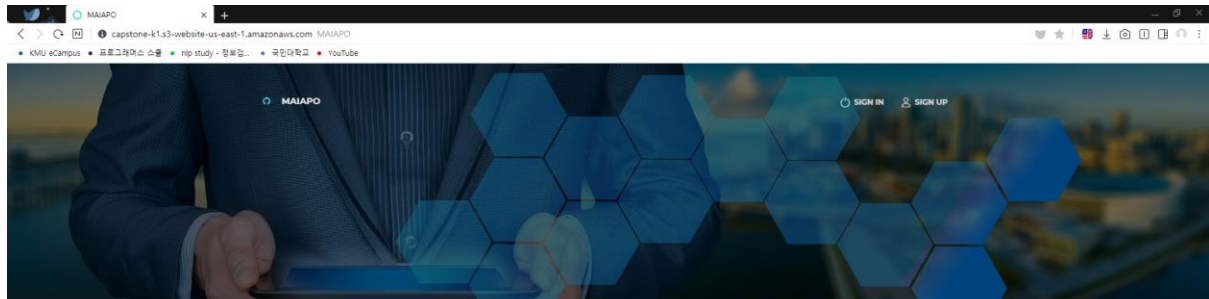 MAIAPO
capstone-k1.s3-website-us-east-1.amazonaws.com MAIAPO
KMU eCampus 프로그래머스 스쿨 nlp study - 정보검... 국민대학교 YouTube
MAIAPO SIGN IN SIGN UP